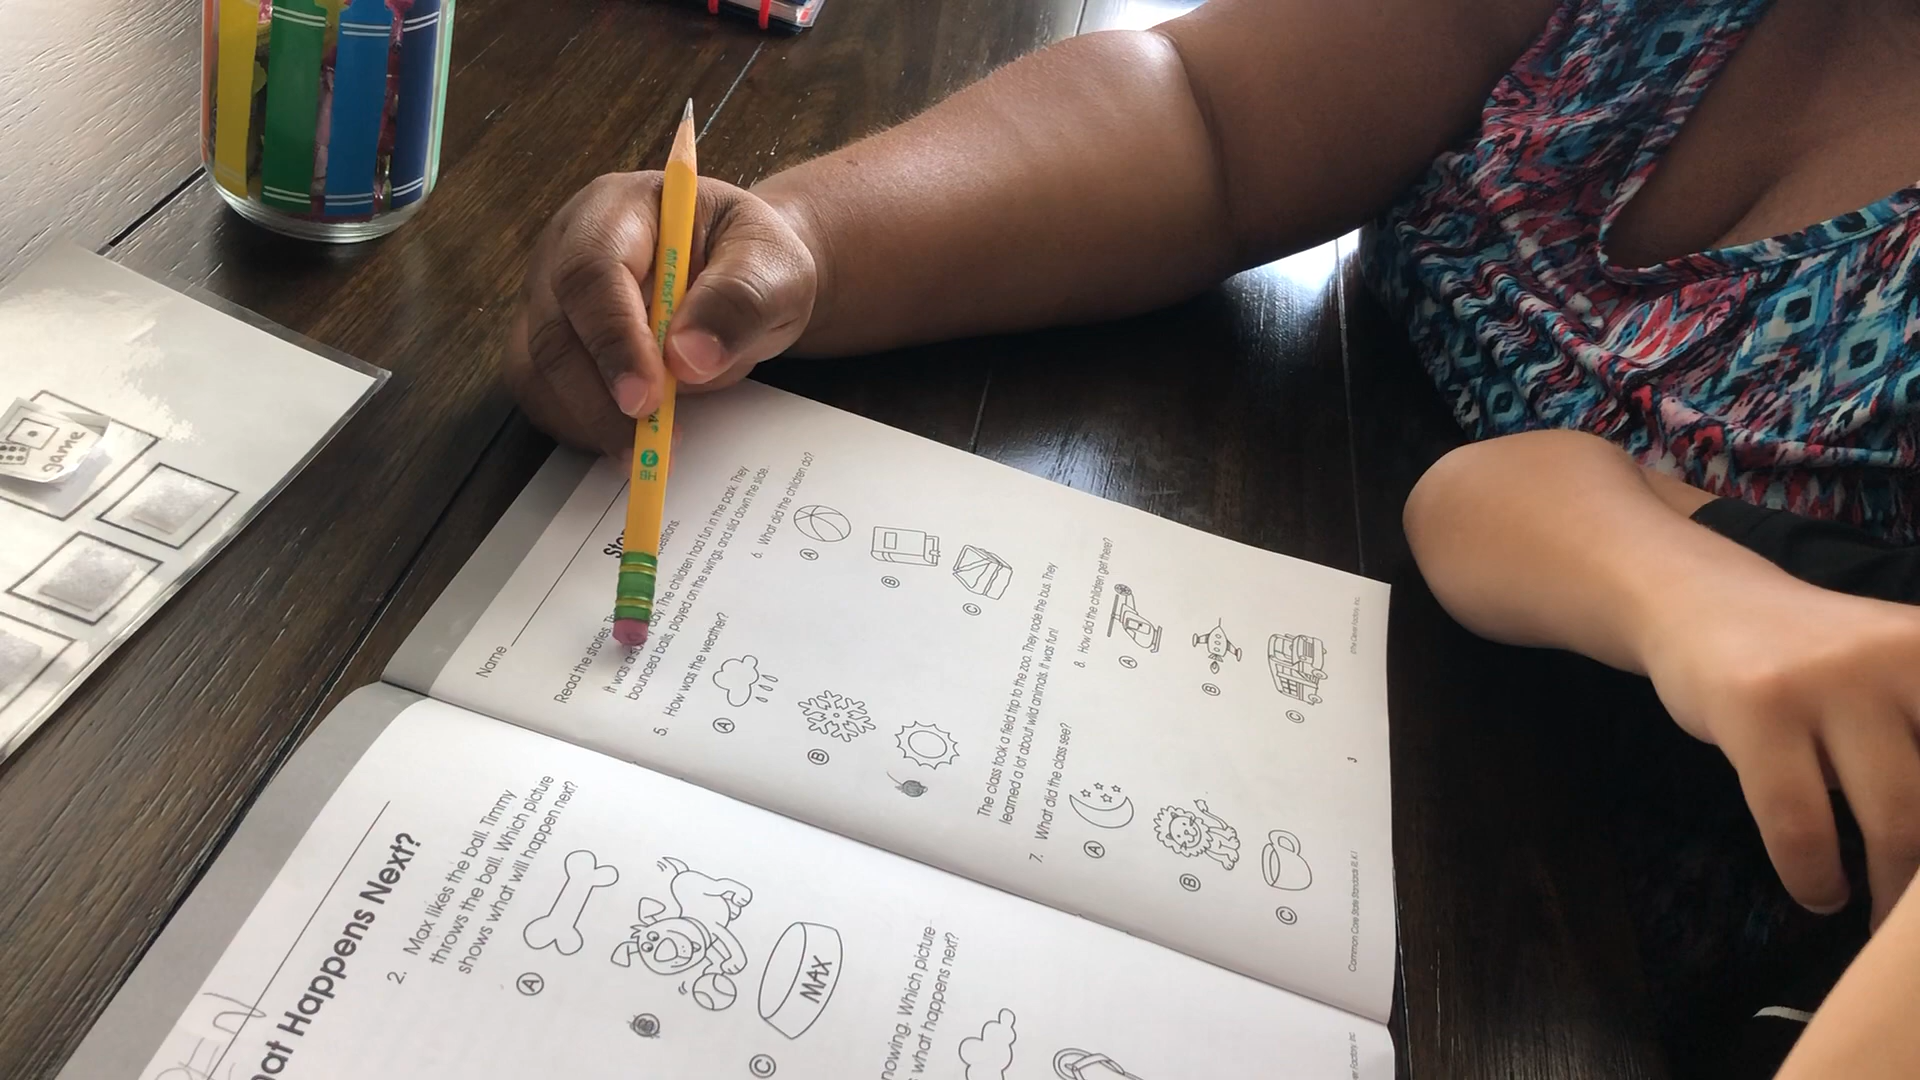 game
MY FIRST
HB
2
Name
Read the stories. questions.
It was a day. The children had fun in the park. They
bounced balls, played on the swings, and slid down the slide.
5. How was the weather?
A
B
6. What did the children do?
A
B
C
The class took a field trip to the zoo. They rode the bus. They
learned a lot about wild animals. It was fun!
7. What did the class see?
A
B
C
8. How did the children get there?
A
B
C
Common Core State Standards
3
Happens Next?
2. Max likes the ball. Timmy
throws the ball. Which picture
shows what will happen next?
A
B
C
MAX
Which picture
what happens next?